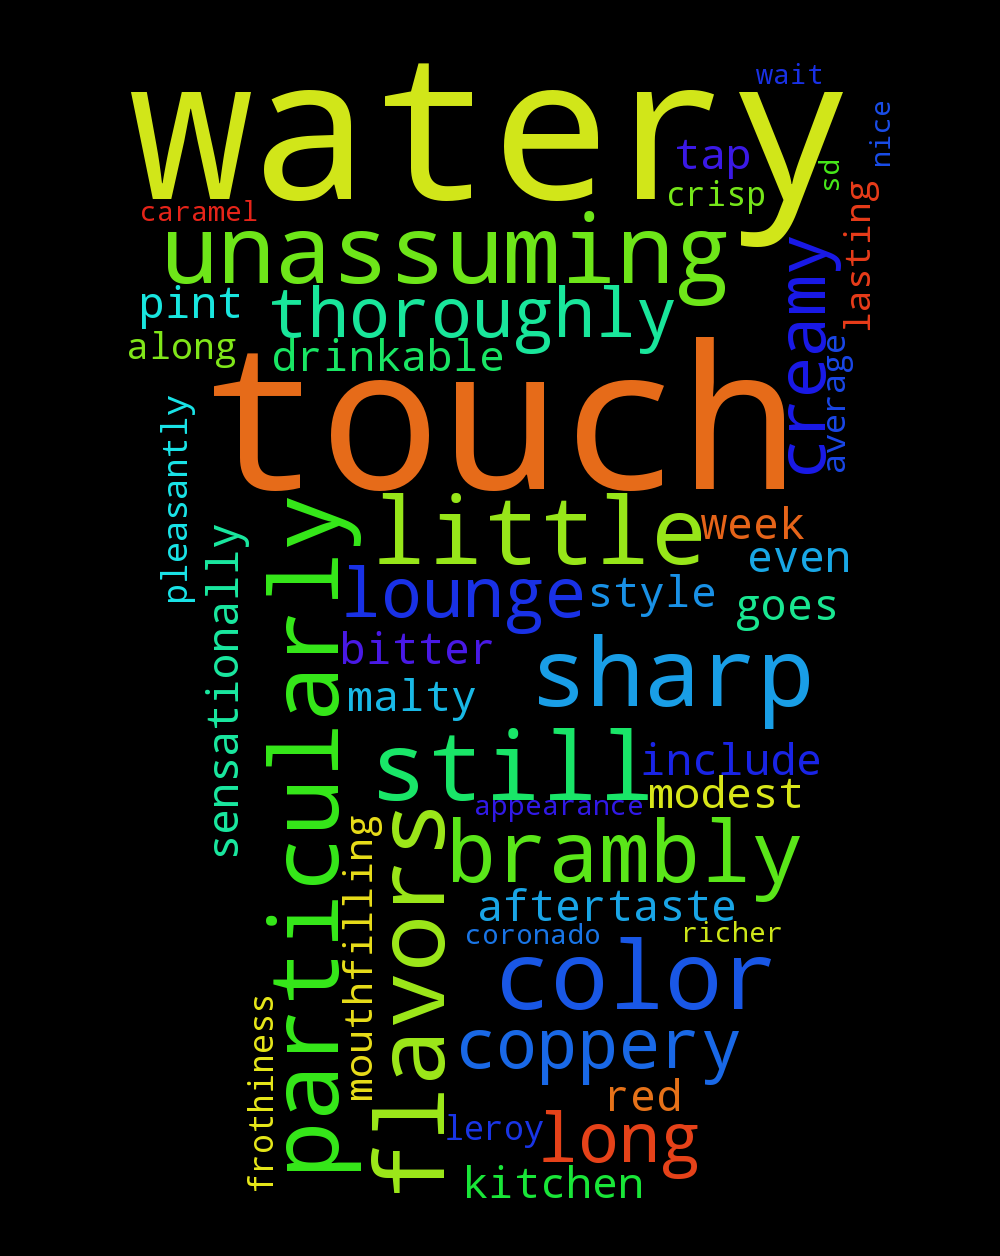 wait
watery
nice
tap
sd
crisp
lasting
caramel
unassuming
creamy
pint
thoroughly
along
drinkable
average
touch
pleasantly
little
week
particularly
sensationally
even
lounge
style
goes
bitter
sharp
malty
still
include
modest
appearance
flavors
mouthfilling
brambly
aftertaste
coronado
richer
color
frothiness
coppery
red
leroy
long
kitchen